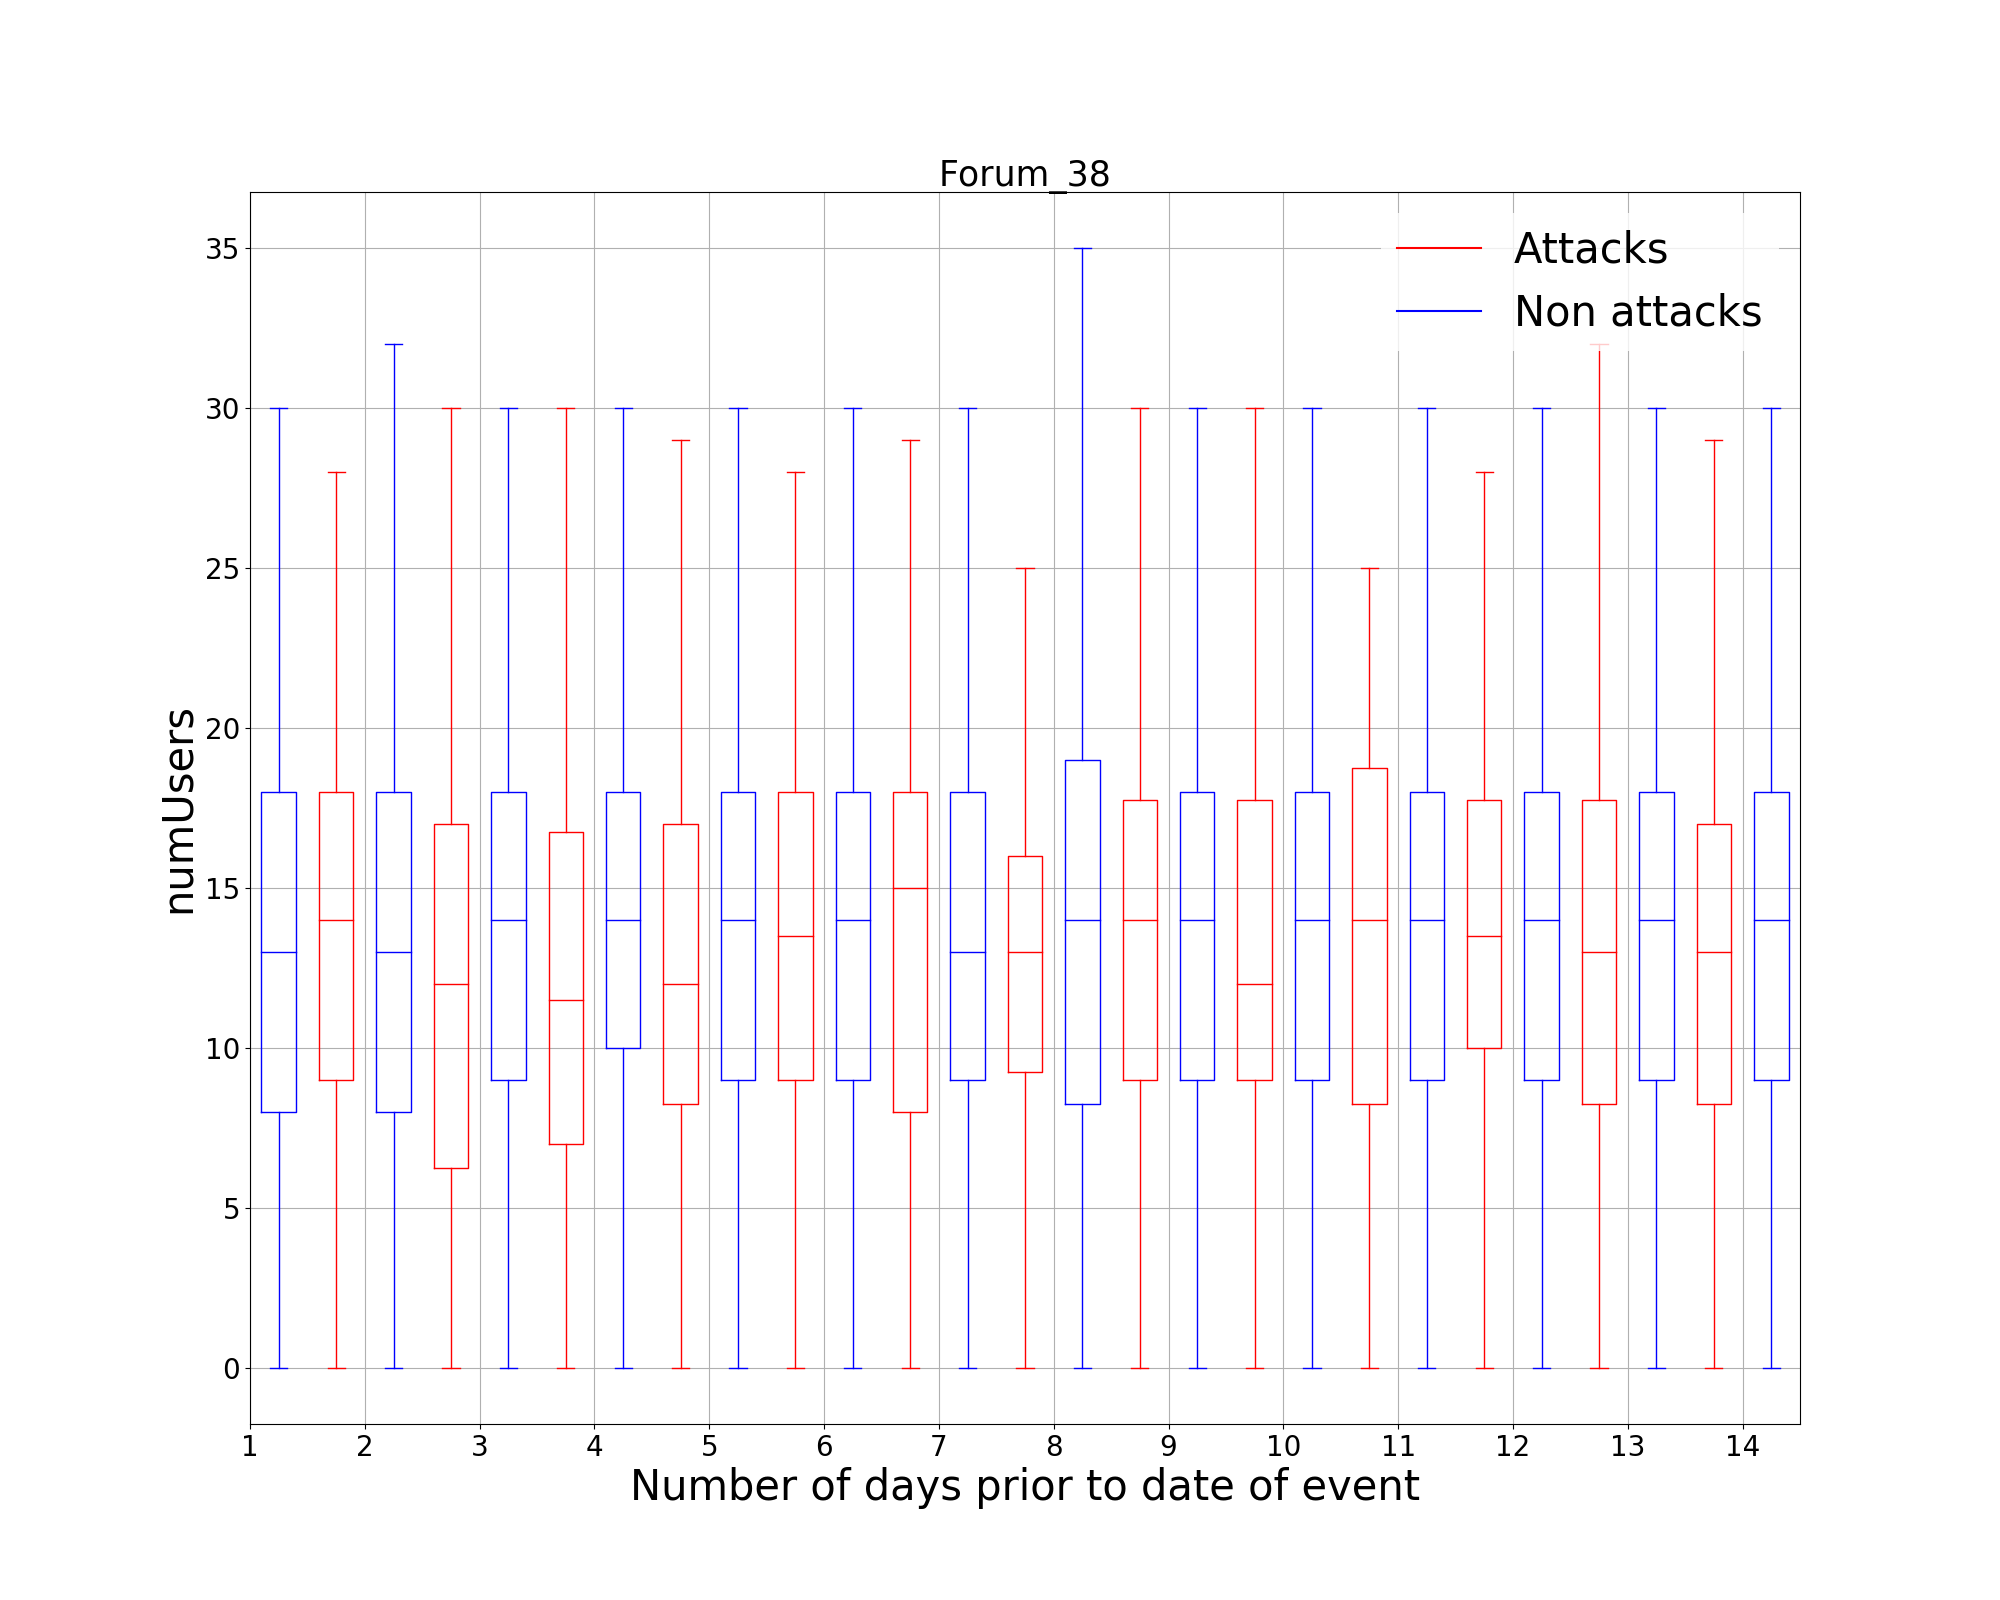 Forum_38
Attacks
Non attacks
35
30
25
20
15
10
5
0
numUsers
1 2 3 4 5 6 7 8 9 10 11 12 13 14
Number of days prior to date of event